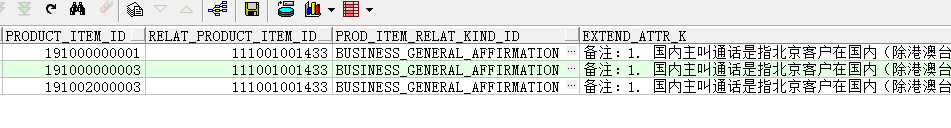 PRODUCT_ITEM_ID RELAT_PRODUCT_ITEM_ID PROD_ITEM_RELAT_KIND_ID EXTEND_ATTR_K
191000000001 111001001433 BUSINESS_GENERAL_AFFIRMATION ... 备注: 1. 国内主叫通话是指北京客户在国内（除港澳台
191000000003 111001001433 BUSINESS_GENERAL_AFFIRMATION ... 备注: 1. 国内主叫通话是指北京客户在国内（除港澳台
191002000003 111001001433 BUSINESS_GENERAL_AFFIRMATION ... 备注: 1. 国内主叫通话是指北京客户在国内（除港澳台